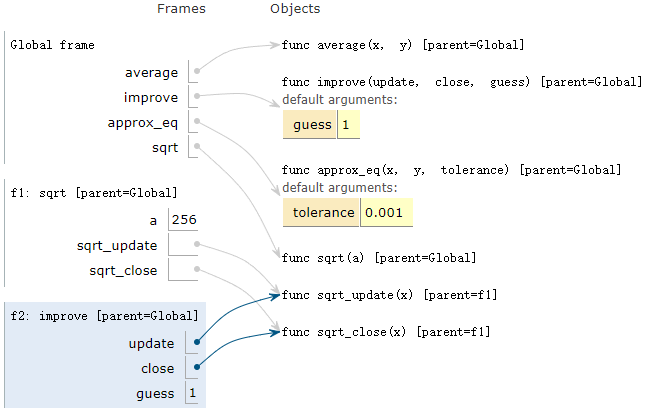 Frames Objects
Global frame
average
improve
approx_eq
sqrt
func average(x, y) [parent=Global]
func improve(update, close, guess) [parent=Global]
default arguments:
guess 1
func approx_eq(x, y, tolerance) [parent=Global]
default arguments:
tolerance 0.001
func sqrt(a) [parent=Global]
func sqrt_update(x) [parent=f1]
func sqrt_close(x) [parent=f1]
f1: sqrt [parent=Global]
a 256
sqrt_update
sqrt_close
f2: improve [parent=Global]
update
close
guess 1